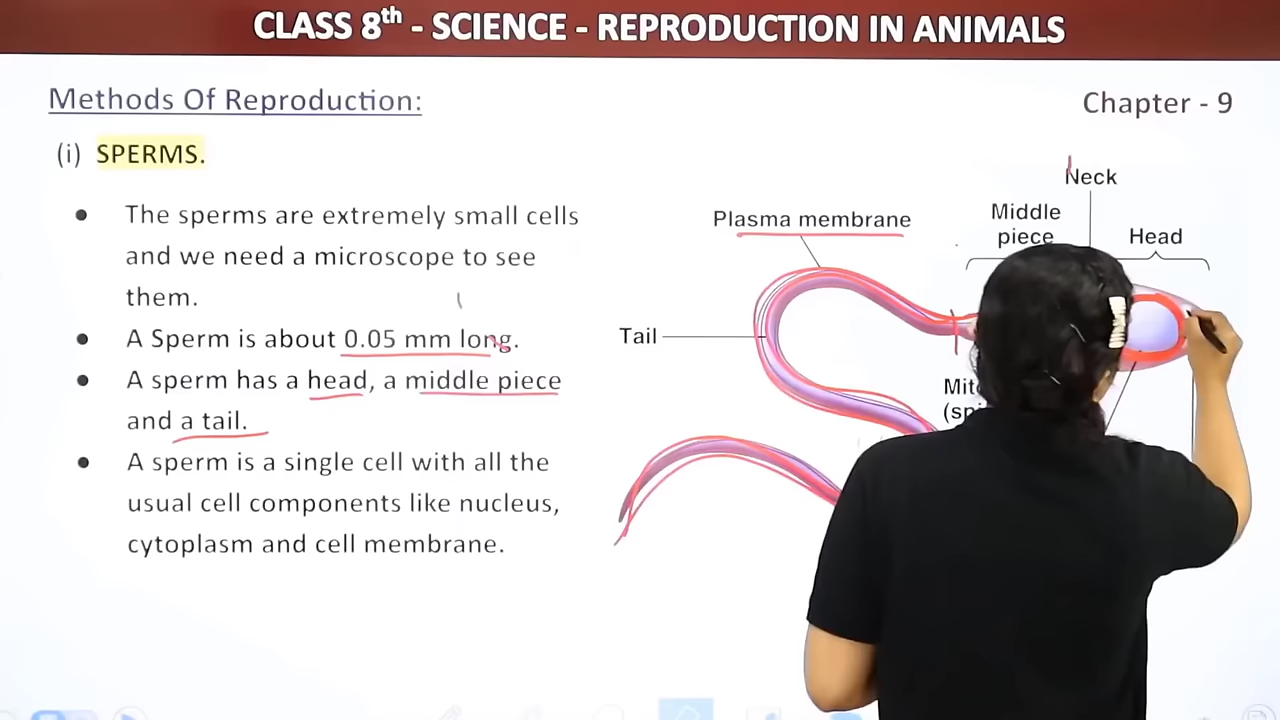 CLASS 8th - SCIENCE - REPRODUCTION IN ANIMALS
Methods Of Reproduction:
Chapter - 9
(i) SPERMS.
• The sperms are extremely small cells
and we need a microscope to see
them.
• A Sperm is about 0.05 mm long.
• A sperm has a head, a middle piece
and a tail.
• A sperm is a single cell with all the
usual cell components like nucleus,
cytoplasm and cell membrane.
Neck
Plasma membrane
Middle
piece
Head
Tail